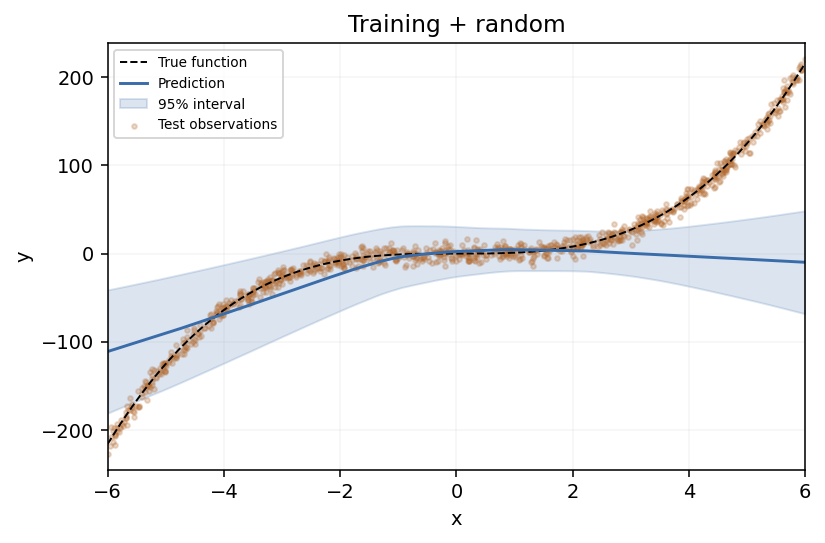 Training + random
True function
Prediction
95% interval
Test observations
200
100
0
−100
−200
y
−6 −4 −2 0 2 4 6
x